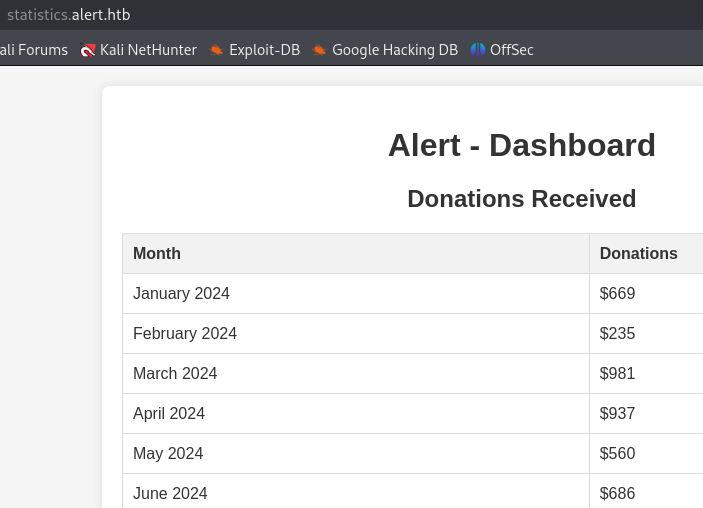 statistics.alert.htb
ali Forums Kali NetHunter Exploit-DB Google Hacking DB OffSec
Alert - Dashboard
Donations Received
Month Donations
January 2024 $669
February 2024 $235
March 2024 $981
April 2024 $937
May 2024 $560
June 2024 $686